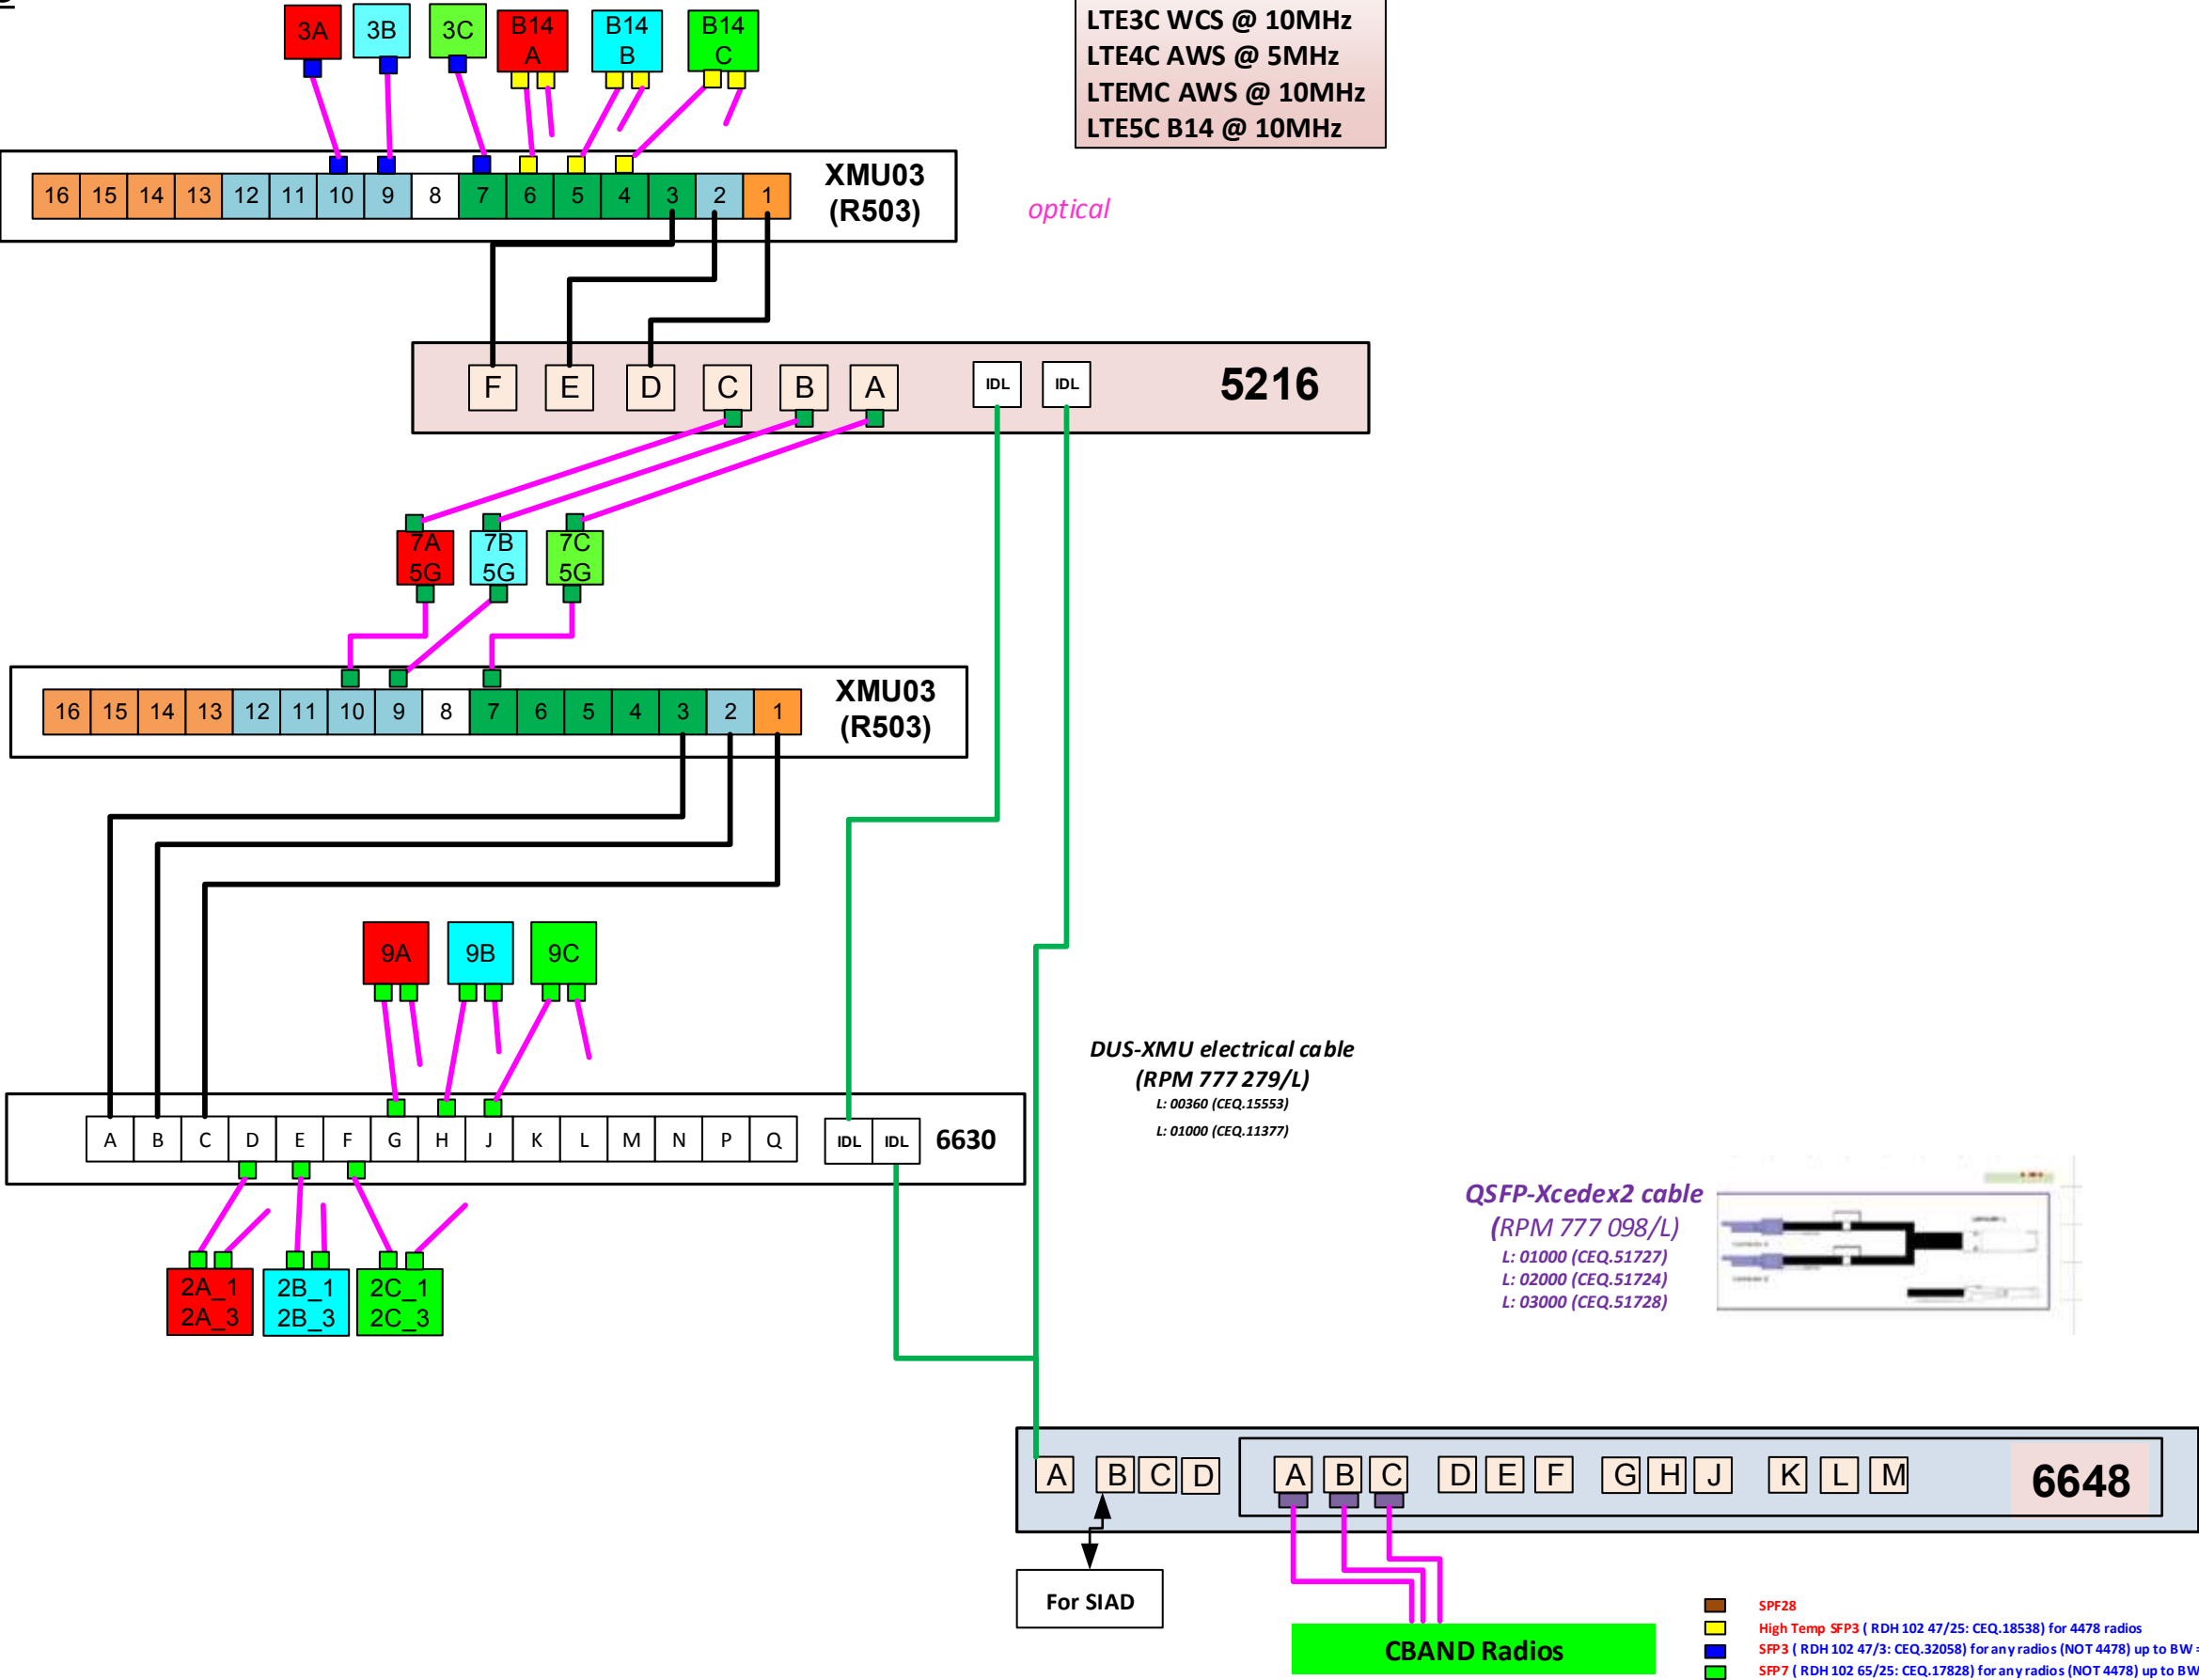 LTE3C WCS @ 10MHz
LTE4C AWS @ 5MHz
LTEMC AWS @ 10MHz
LTE5C B14 @ 10MHz
3A
3B
3C
B14
A
B14
B
B14
C
16 15 14 13 12 11 10 9 8 7 6 5 4 3 2 1
XMU03
(R503)
optical
F E D C B A
IDL IDL
5216
7A
5G
7B
5G
7C
5G
16 15 14 13 12 11 10 9 8 7 6 5 4 3 2 1
XMU03
(R503)
9A
9B
9C
DUS-XMU electrical cable
(RPM 777 279/L)
L: 00360 (CEQ.15553)
L: 01000 (CEQ.11377)
A B C D E F G H J K L M N P Q
IDL IDL
6630
2A_1
2A_3
2B_1
2B_3
2C_1
2C_3
QSFP-Xcedex2 cable
(RPM 777 098/L)
L: 01000 (CEQ.51727)
L: 02000 (CEQ.51724)
L: 03000 (CEQ.51728)
A B C D
A B C D E F G H J K L M
6648
For SIAD
CBAND Radios
SPF28
High Temp SFP3 ( RDH 102 47/25: CEQ.18538) for 4478 radios
SFP3 ( RDH 102 47/3: CEQ.32058) for any radios (NOT 4478) up to BW =
SFP7 ( RDH 102 65/25: CEQ.17828) for any radios (NOT 4478) up to BW